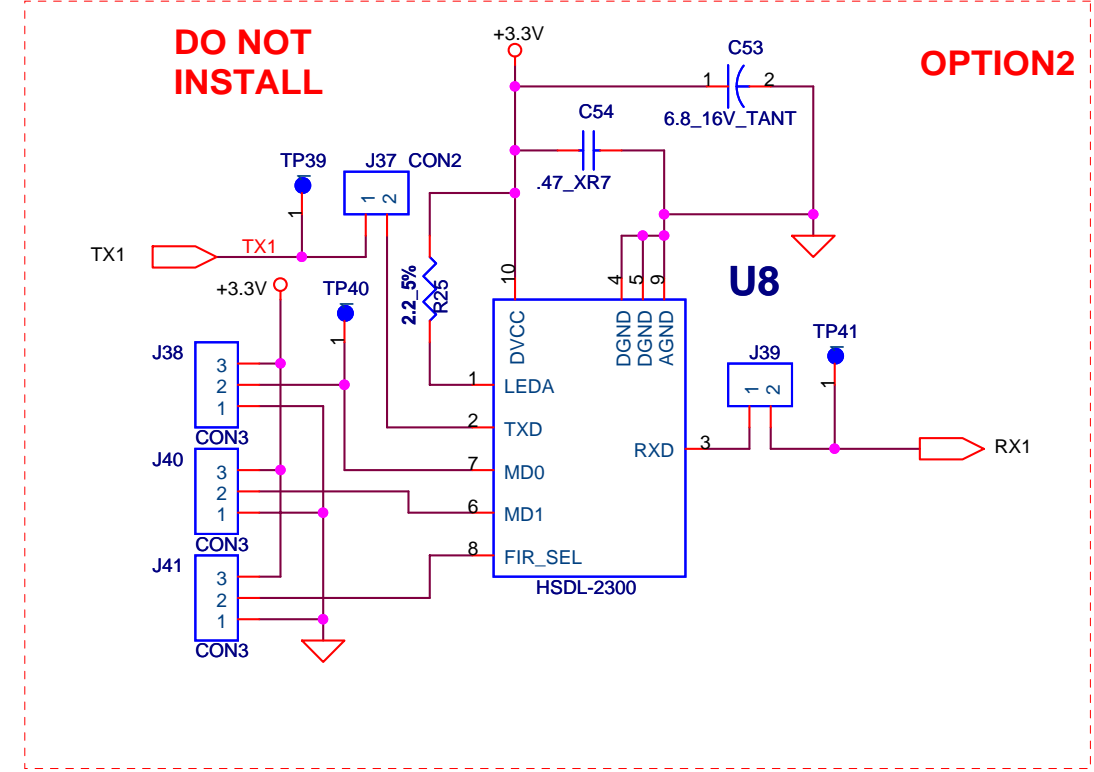 DO NOT
INSTALL
+3.3V
C53
OPTION2
1
2
6.8_16V_TANT
C54
.47_XR7
TP39
1
J37
CON2
1
2
TX1
TX1
+3.3V
TP40
1
2.2_5%
R25
10
4
5
9
U8
DVCC
DGND
DGND
AGND
J38
3
2
1
CON3
J40
3
2
1
CON3
J41
3
2
1
CON3
1
LEDA
2
TXD
7
MD0
6
MD1
8
FIR_SEL
RXD
3
HSDL-2300
J39
1
2
TP41
1
RX1